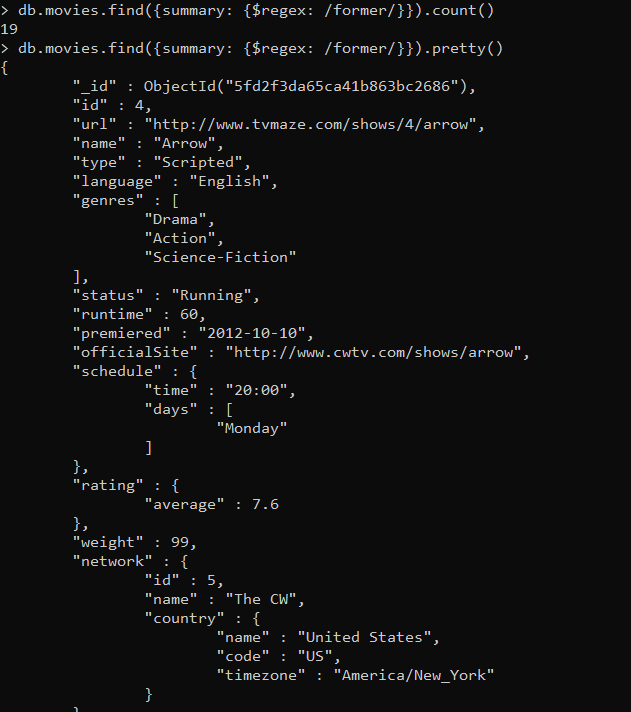 > db.movies.find({summary: {$regex: /former/}}).count()
19
> db.movies.find({summary: {$regex: /former/}}).pretty()
{
        "_id" : ObjectId("5fd2f3da65ca41b863bc2686"),
        "id" : 4,
        "url" : "http://www.tvmaze.com/shows/4/arrow",
        "name" : "Arrow",
        "type" : "Scripted",
        "language" : "English",
        "genres" : [
                "Drama",
                "Action",
                "Science-Fiction"
        ],
        "status" : "Running",
        "runtime" : 60,
        "premiered" : "2012-10-10",
        "officialSite" : "http://www.cwtv.com/shows/arrow",
        "schedule" : {
                "time" : "20:00",
                "days" : [
                        "Monday"
                ]
        },
        "rating" : {
                "average" : 7.6
        },
        "weight" : 99,
        "network" : {
                "id" : 5,
                "name" : "The CW",
                "country" : {
                        "name" : "United States",
                        "code" : "US",
                        "timezone" : "America/New_York"
                }
        }